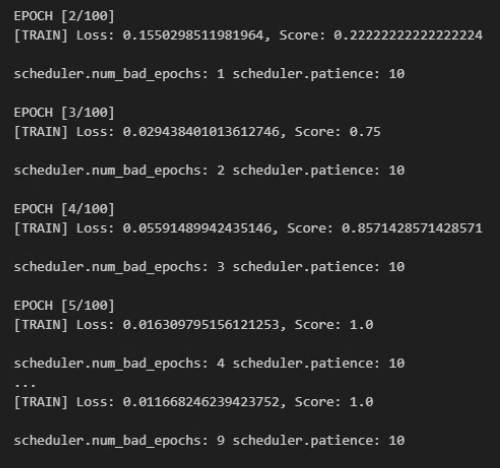 EPOCH [2/100]
[TRAIN] Loss: 0.1550298511981964, Score: 0.22222222222222224
scheduler.num_bad_epochs: 1 scheduler.patience: 10
EPOCH [3/100]
[TRAIN] Loss: 0.029438401013612746, Score: 0.75
scheduler.num_bad_epochs: 2 scheduler.patience: 10
EPOCH [4/100]
[TRAIN] Loss: 0.05591489942435146, Score: 0.8571428571428571
scheduler.num_bad_epochs: 3 scheduler.patience: 10
EPOCH [5/100]
[TRAIN] Loss: 0.016309795156121253, Score: 1.0
scheduler.num_bad_epochs: 4 scheduler.patience: 10
...
[TRAIN] Loss: 0.011668246239423752, Score: 1.0
scheduler.num_bad_epochs: 9 scheduler.patience: 10